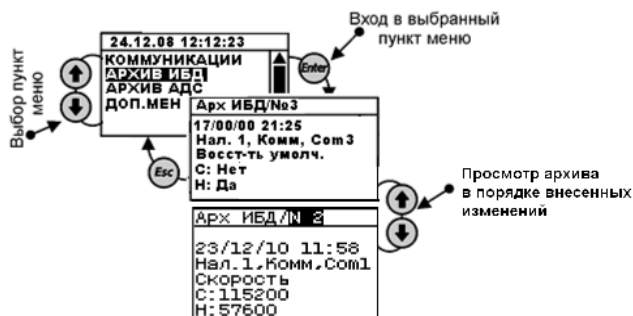 Вход в выбранный
пункт меню
24.12.08 12:12:23
КОММУНИКАЦИИ
АРХИВ ИБД
АРХИВ АДС
ДОП.МЕН
Enter
Выбор пункт
меню
Арх ИБД/№3
17/00/00 21:25
Нал. 1, Комм, Com3
Восст-ть умолч.
С: Нет
Н: Да
Esc
Просмотр архива
в порядке внесенных
изменений
Арх ИБД/N 2
23/12/10 11:58
Нал.1,Комм,Com1
Скорость
С:115200
Н:57600